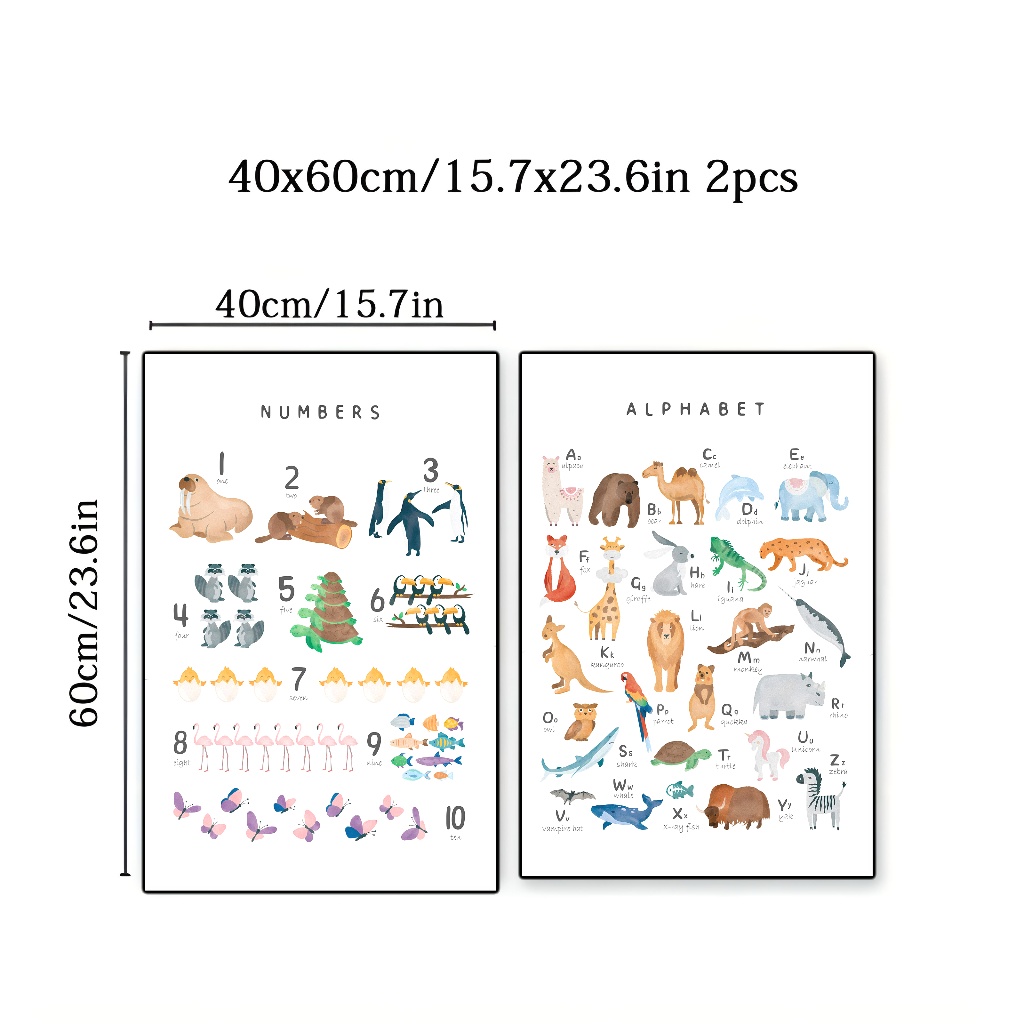 40x60cm/15.7x23.6in 2pcs
40cm/15.7in
60cm/23.6in
NUMBERS
1
one
2
two
3
three
4
four
5
five
6
six
7
seven
8
eight
9
nine
10
ten
ALPHABET
Aa
alpaca
Bb
bear
Cc
camel
Dd
dolphin
Ee
elephant
Ff
fox
Gg
giraffe
Hh
hare
Ii
iguana
Jj
jaguar
Kk
kangaroo
Ll
lion
Mm
monkey
Nn
narwhal
Oo
owl
Pp
parrot
Qq
quokka
Rr
rhino
Ss
shark
Tt
turtle
Uu
unicorn
Vv
vampire bat
Ww
whale
Xx
x-ray fish
Yy
yak
Zz
zebra